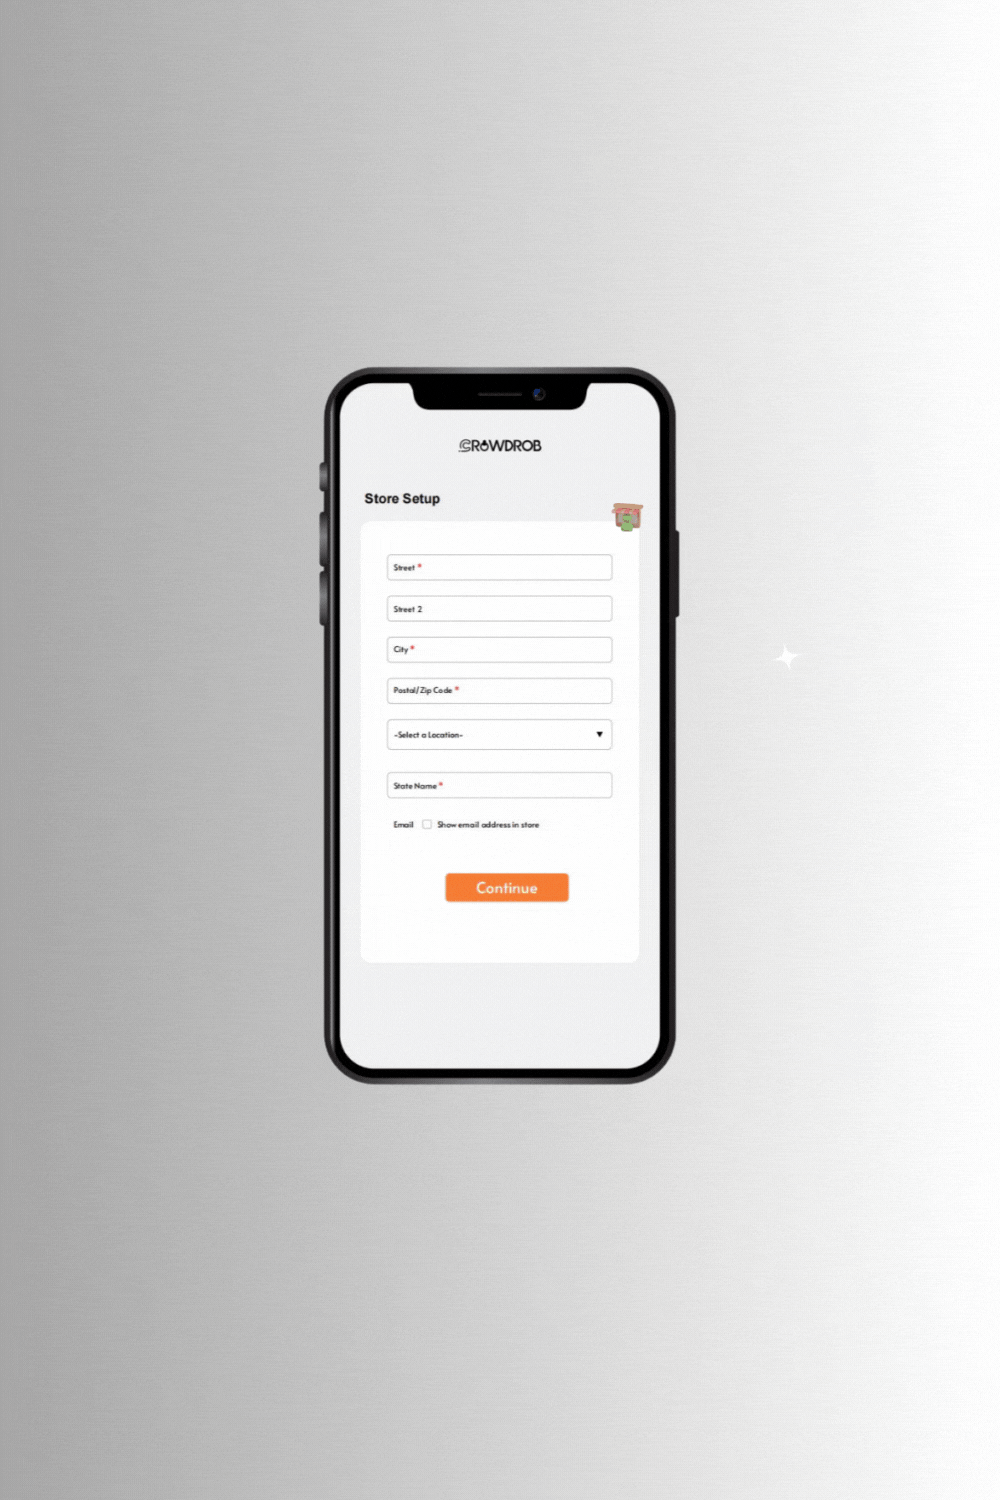 CROWDROB
Store Setup
Street *
Street 2
City *
Postal/Zip Code *
-Select a Location-
State Name *
Email Show email address in store
Continue